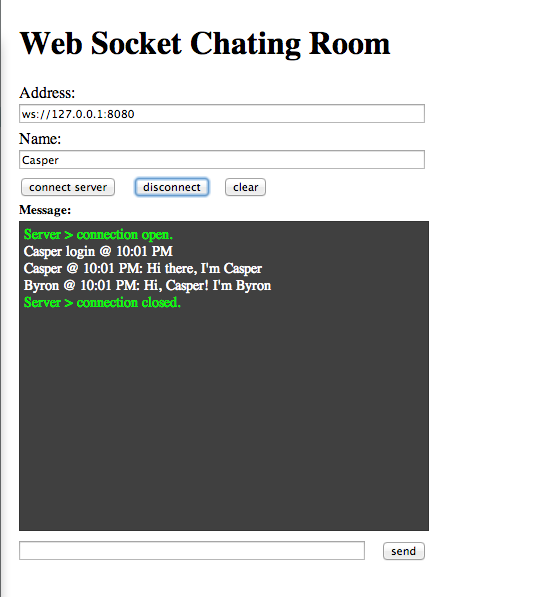 Web Socket Chating Room
Address:
ws://127.0.0.1:8080
Name:
Casper
connect server disconnect clear
Message:
Server > connection open.
Casper login @ 10:01 PM
Casper @ 10:01 PM: Hi there, I'm Casper
Byron @ 10:01 PM: Hi, Casper! I'm Byron
Server > connection closed.
send